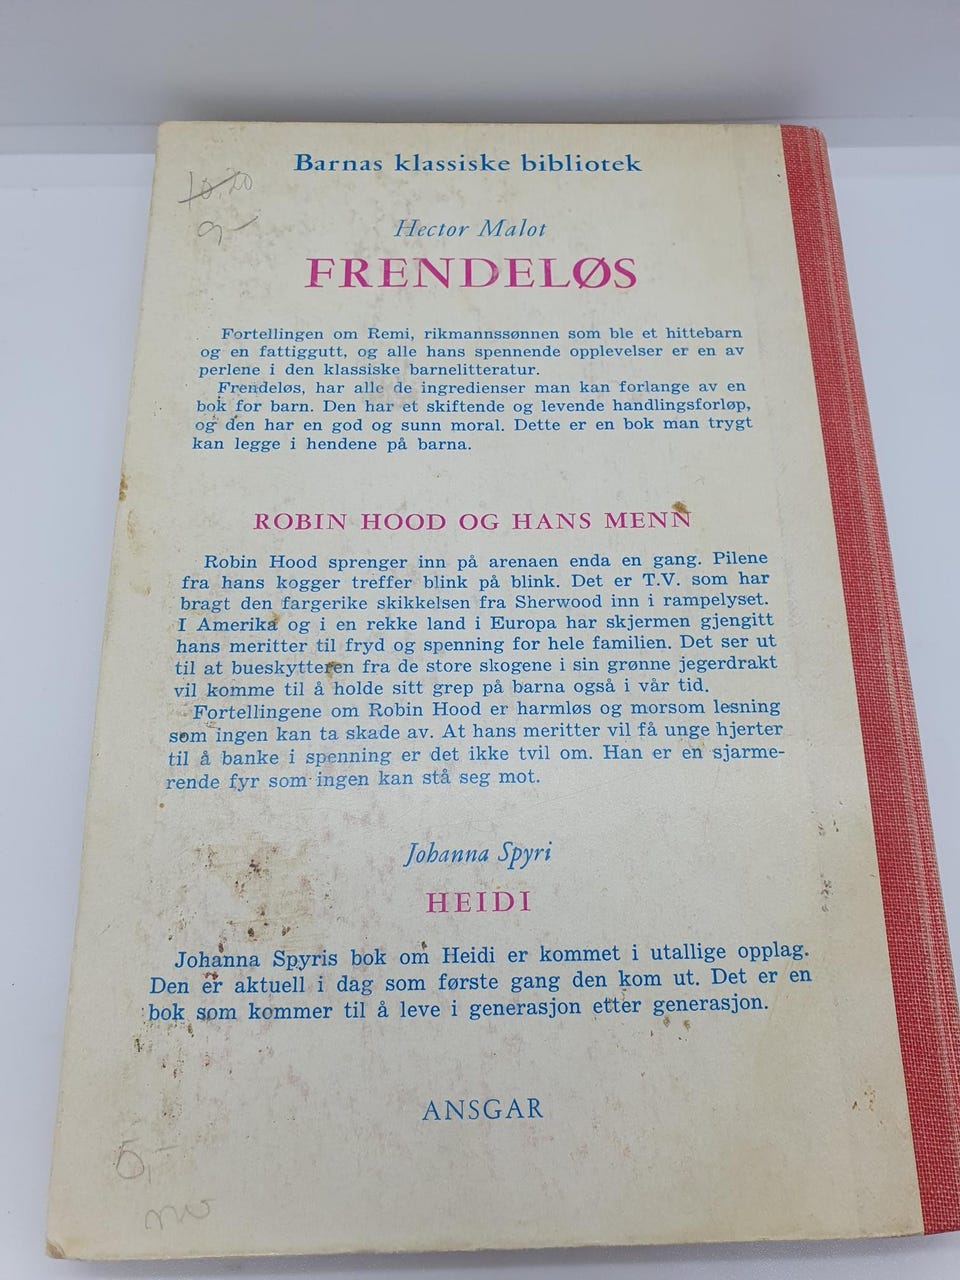 Barnas klassiske bibliotek
10,20
9-
Hector Malot
FRENDELØS
Fortellingen om Remi, rikmannssønnen som ble et hittebarn
og en fattiggutt, og alle hans spennende opplevelser er en av
perlene i den klassiske barnelitteratur.
Frendeløs, har alle de ingredienser man kan forlange av en
bok for barn. Den har et skiftende og levende handlingsforløp,
og den har en god og sunn moral. Dette er en bok man trygt
kan legge i hendene på barna.
ROBIN HOOD OG HANS MENN
Robin Hood sprenger inn på arenaen enda en gang. Pilene
fra hans kogger treffer blink på blink. Det er T.V. som har
bragt den fargerike skikkelsen fra Sherwood inn i rampelyset.
I Amerika og i en rekke land i Europa har skjermen gjengitt
hans meritter til fryd og spenning for hele familien. Det ser ut
til at bueskytteren fra de store skogene i sin grønne jegerdrakt
vil komme til å holde sitt grep på barna også i vår tid.
Fortellingene om Robin Hood er harmløs og morsom lesning
som ingen kan ta skade av. At hans meritter vil få unge hjerter
til å banke i spenning er det ikke tvil om. Han er en sjarme-
rende fyr som ingen kan stå seg mot.
Johanna Spyri
HEIDI
Johanna Spyris bok om Heidi er kommet i utallige opplag.
Den er aktuell i dag som første gang den kom ut. Det er en
bok som kommer til å leve i generasjon etter generasjon.
ANSGAR
5,-